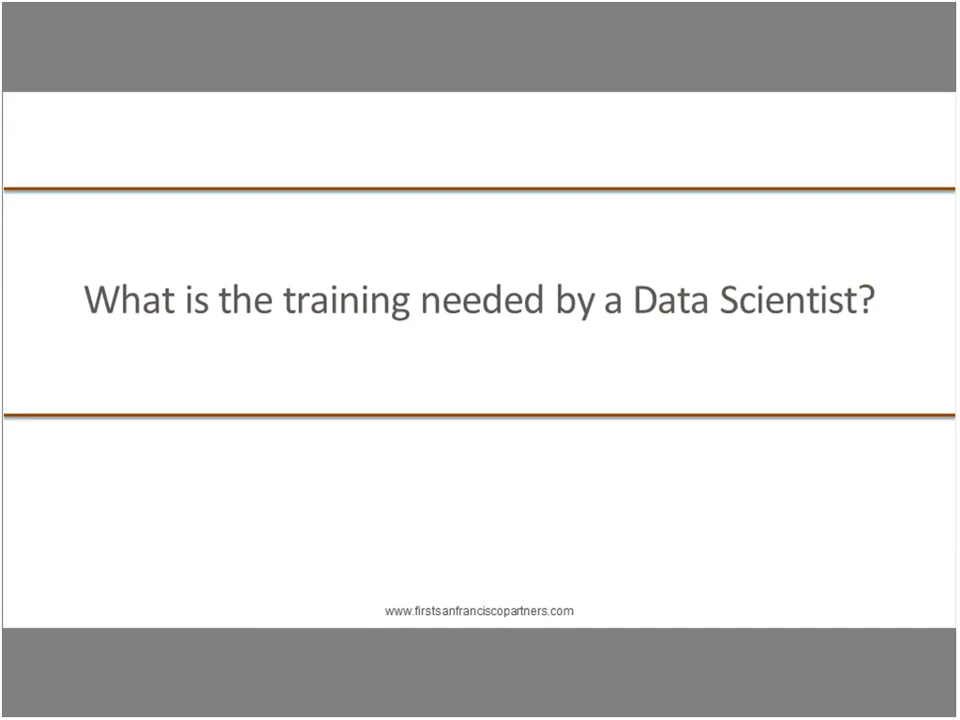 What is the training needed by a Data Scientist?
www.firstsanfranciscopartners.com